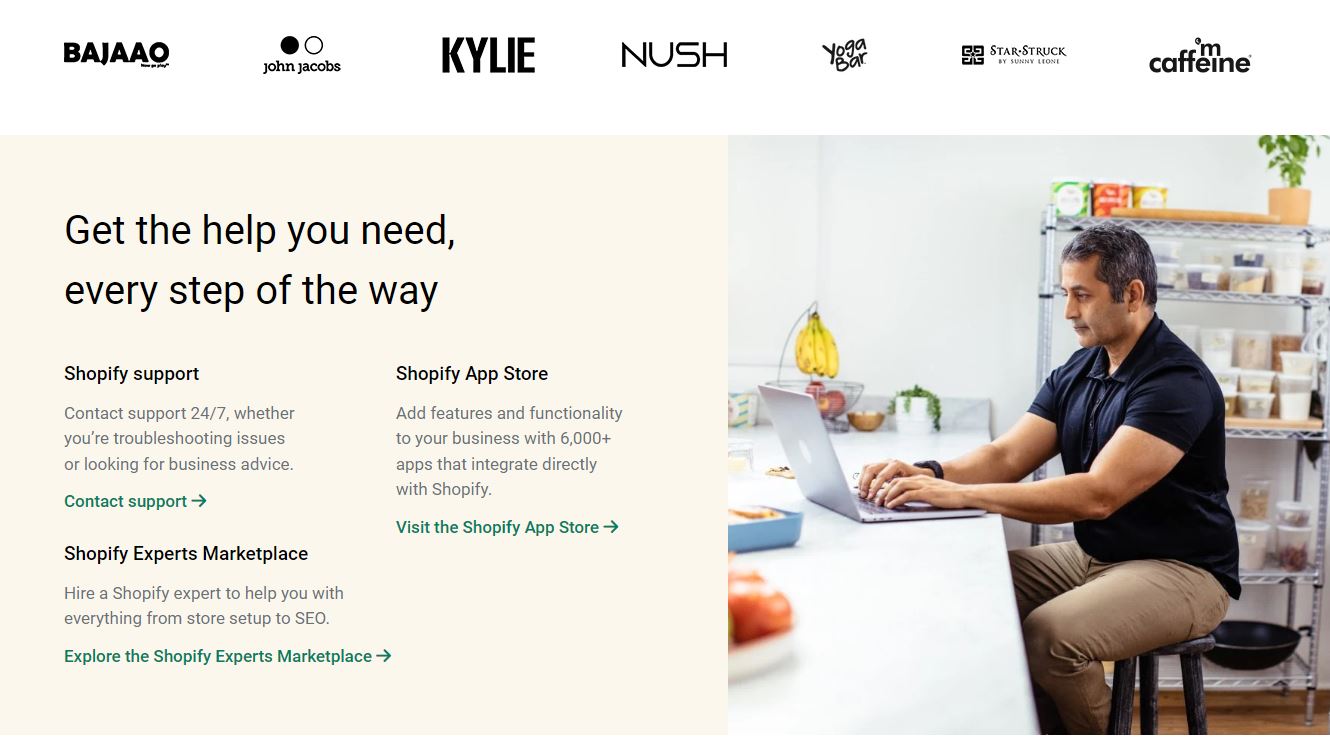 BAJAAO
Now go play
john jacobs
KYLIE
NUSH
Yoga
Bar
STAR★STRUCK
BY SUNNY LEONE
m
caffeine
Get the help you need,
every step of the way
Shopify support
Contact support 24/7, whether
you’re troubleshooting issues
or looking for business advice.
Contact support →
Shopify Experts Marketplace
Hire a Shopify expert to help you with
everything from store setup to SEO.
Explore the Shopify Experts Marketplace →
Shopify App Store
Add features and functionality
to your business with 6,000+
apps that integrate directly
with Shopify.
Visit the Shopify App Store →